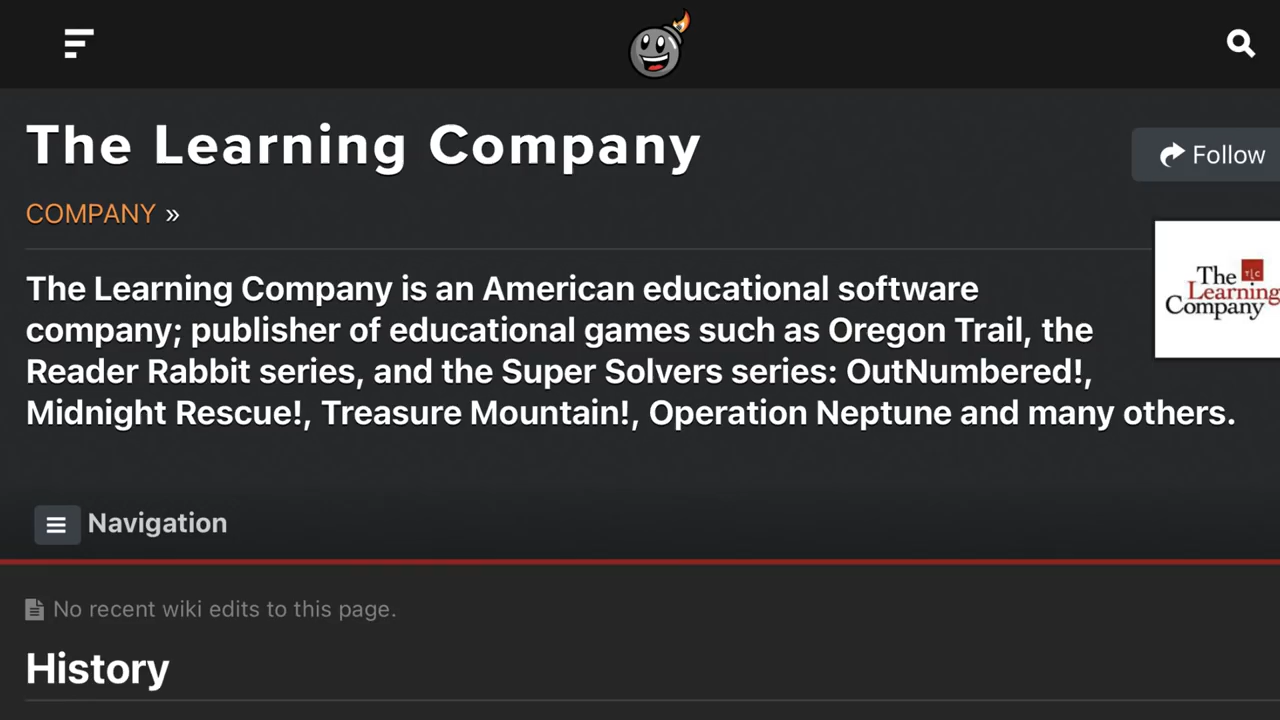 The Learning Company
Follow
COMPANY »
The Learning Company is an American educational software
company; publisher of educational games such as Oregon Trail, the
Reader Rabbit series, and the Super Solvers series: OutNumbered!,
Midnight Rescue!, Treasure Mountain!, Operation Neptune and many others.
The
TLC
Learning
Company
Navigation
No recent wiki edits to this page.
History